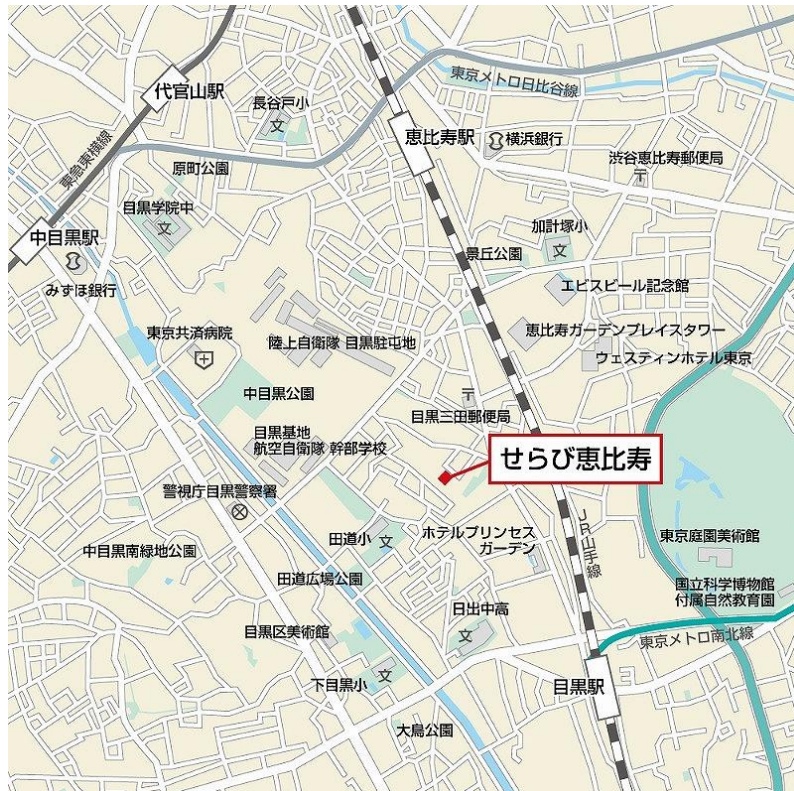 代官山駅
長谷戸小
文
東京メトロ日比谷線
恵比寿駅
横浜銀行
渋谷恵比寿郵便局
〒
東急東横線
原町公園
目黒学院中
文
中目黒駅
みずほ銀行
加計塚小
文
景丘公園
エビスビール記念館
東京共済病院
陸上自衛隊 目黒駐屯地
恵比寿ガーデンプレイスタワー
ウェスティンホテル東京
中目黒公園
〒
目黒三田郵便局
目黒基地
航空自衛隊 幹部学校
せらび恵比寿
警視庁目黒警察署
田道小
文
ホテルプリンセス
ガーデン
JR山手線
東京庭園美術館
中目黒南緑地公園
田道広場公園
国立科学博物館
付属自然教育園
日出中高
文
目黒区美術館
東京メトロ南北線
下目黒小
文
目黒駅
大鳥公園